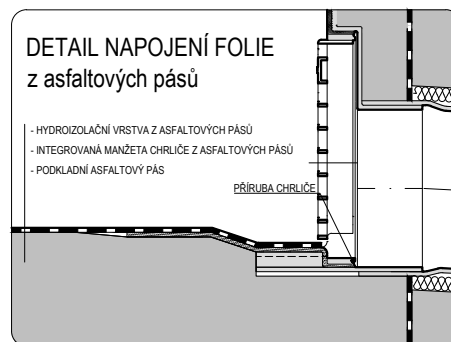 DETAIL NAPOJENÍ FOLIE
z asfaltových pásů
- HYDROIZOLAČNÍ VRSTVA Z ASFALTOVÝCH PÁSŮ
- INTEGROVANÁ MANŽETA CHRLIČE Z ASFALTOVÝCH PÁSŮ
- PODKLADNÍ ASFALTOVÝ PÁS
PŘÍRUBA CHRLIČE